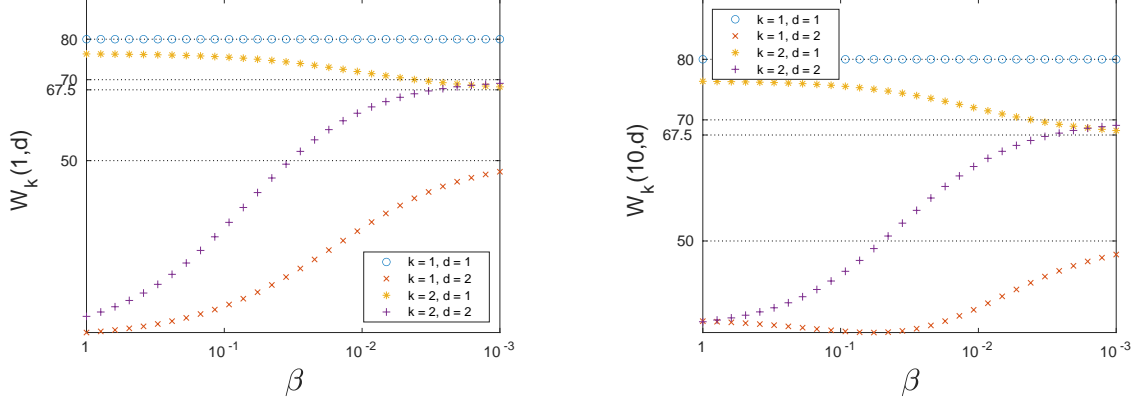 W_k(1,d)
80
70
67.5
50
k = 1, d = 1
k = 1, d = 2
k = 2, d = 1
k = 2, d = 2
1
10^-1
10^-2
10^-3
β
W_k(10,d)
k = 1, d = 1
k = 1, d = 2
k = 2, d = 1
k = 2, d = 2
80
70
67.5
50
1
10^-1
10^-2
10^-3
β